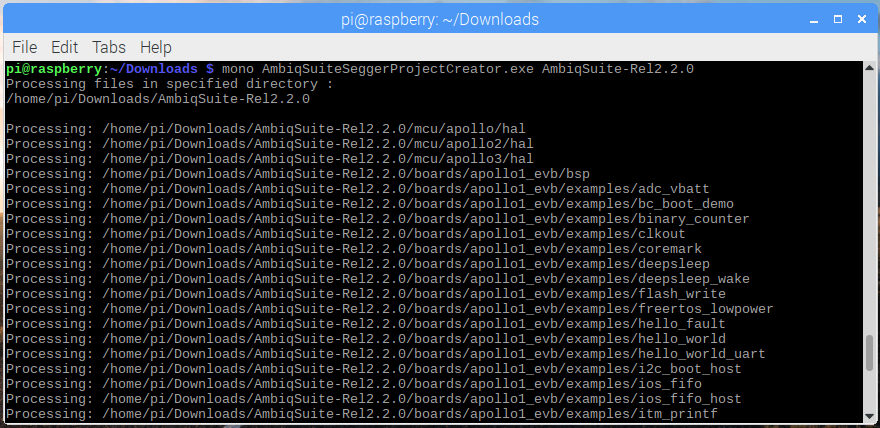 pi@raspberry: ~/Downloads
File Edit Tabs Help
pi@raspberry:~/Downloads $ mono AmbiqSuiteSeggerProjectCreator.exe AmbiqSuite-Rel2.2.0
Processing files in specified directory :
/home/pi/Downloads/AmbiqSuite-Rel2.2.0
Processing: /home/pi/Downloads/AmbiqSuite-Rel2.2.0/mcu/apollo/hal
Processing: /home/pi/Downloads/AmbiqSuite-Rel2.2.0/mcu/apollo2/hal
Processing: /home/pi/Downloads/AmbiqSuite-Rel2.2.0/mcu/apollo3/hal
Processing: /home/pi/Downloads/AmbiqSuite-Rel2.2.0/boards/apollo1_evb/bsp
Processing: /home/pi/Downloads/AmbiqSuite-Rel2.2.0/boards/apollo1_evb/examples/adc_vbatt
Processing: /home/pi/Downloads/AmbiqSuite-Rel2.2.0/boards/apollo1_evb/examples/bc_boot_demo
Processing: /home/pi/Downloads/AmbiqSuite-Rel2.2.0/boards/apollo1_evb/examples/binary_counter
Processing: /home/pi/Downloads/AmbiqSuite-Rel2.2.0/boards/apollo1_evb/examples/clkout
Processing: /home/pi/Downloads/AmbiqSuite-Rel2.2.0/boards/apollo1_evb/examples/coremark
Processing: /home/pi/Downloads/AmbiqSuite-Rel2.2.0/boards/apollo1_evb/examples/deepsleep
Processing: /home/pi/Downloads/AmbiqSuite-Rel2.2.0/boards/apollo1_evb/examples/deepsleep_wake
Processing: /home/pi/Downloads/AmbiqSuite-Rel2.2.0/boards/apollo1_evb/examples/flash_write
Processing: /home/pi/Downloads/AmbiqSuite-Rel2.2.0/boards/apollo1_evb/examples/freertos_lowpower
Processing: /home/pi/Downloads/AmbiqSuite-Rel2.2.0/boards/apollo1_evb/examples/hello_fault
Processing: /home/pi/Downloads/AmbiqSuite-Rel2.2.0/boards/apollo1_evb/examples/hello_world
Processing: /home/pi/Downloads/AmbiqSuite-Rel2.2.0/boards/apollo1_evb/examples/hello_world_uart
Processing: /home/pi/Downloads/AmbiqSuite-Rel2.2.0/boards/apollo1_evb/examples/i2c_boot_host
Processing: /home/pi/Downloads/AmbiqSuite-Rel2.2.0/boards/apollo1_evb/examples/ios_fifo
Processing: /home/pi/Downloads/AmbiqSuite-Rel2.2.0/boards/apollo1_evb/examples/ios_fifo_host
Processing: /home/pi/Downloads/AmbiqSuite-Rel2.2.0/boards/apollo1_evb/examples/itm_printf